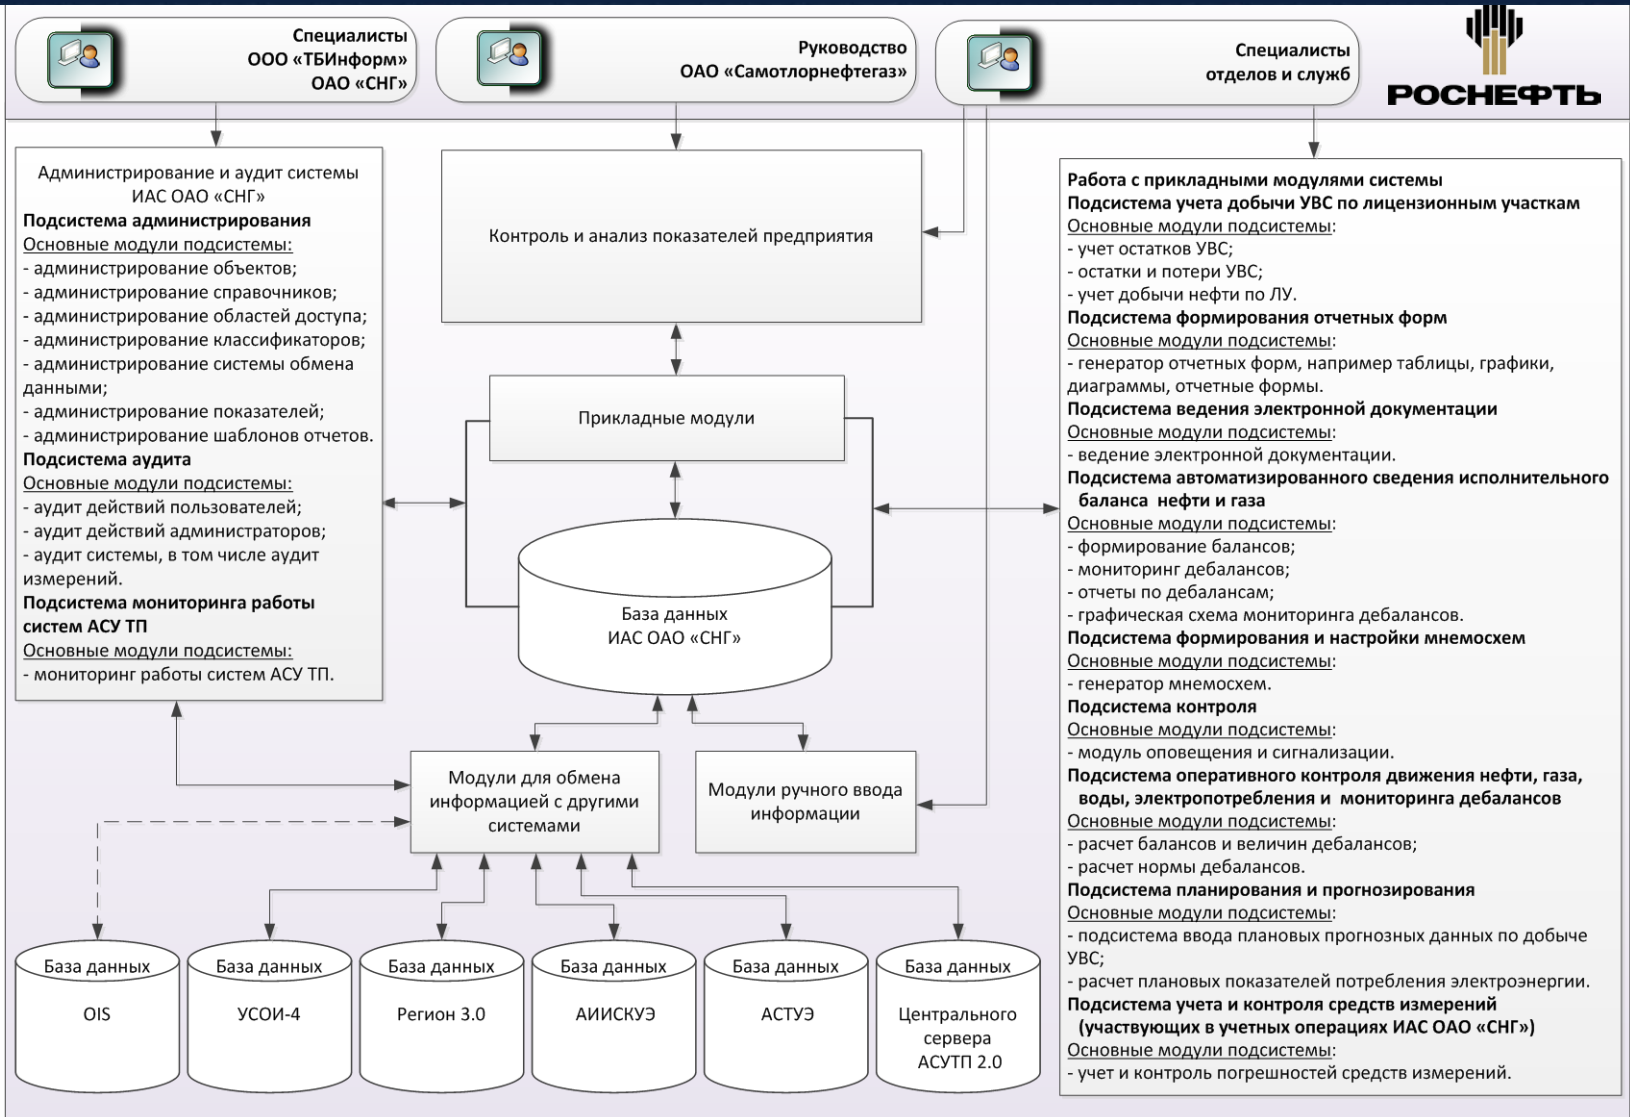 Специалисты
ООО «ТБИнформ»
ОАО «СНГ»
Руководство
ОАО «Самотлорнефтегаз»
Специалисты
отделов и служб
РОСНЕФТЬ
Администрирование и аудит системы
ИАС ОАО «СНГ»
Подсистема администрирования
Основные модули подсистемы:
- администрирование объектов;
- администрирование справочников;
- администрирование областей доступа;
- администрирование классификаторов;
- администрирование системы обмена
данными;
- администрирование показателей;
- администрирование шаблонов отчетов.
Подсистема аудита
Основные модули подсистемы:
- аудит действий пользователей;
- аудит действий администраторов;
- аудит системы, в том числе аудит
измерений.
Подсистема мониторинга работы
систем АСУ ТП
Основные модули подсистемы:
- мониторинг работы систем АСУ ТП.
Контроль и анализ показателей предприятия
Прикладные модули
База данных
ИАС ОАО «СНГ»
Модули для обмена
информацией с другими
системами
Модули ручного ввода
информации
Работа с прикладными модулями системы
Подсистема учета добычи УВС по лицензионным участкам
Основные модули подсистемы:
- учет остатков УВС;
- остатки и потери УВС;
- учет добычи нефти по ЛУ.
Подсистема формирования отчетных форм
Основные модули подсистемы:
- генератор отчетных форм, например таблицы, графики,
диаграммы, отчетные формы.
Подсистема ведения электронной документации
Основные модули подсистемы:
- ведение электронной документации.
Подсистема автоматизированного сведения исполнительного
баланса нефти и газа
Основные модули подсистемы:
- формирование балансов;
- мониторинг дебалансов;
- отчеты по дебалансам;
- графическая схема мониторинга дебалансов.
Подсистема формирования и настройки мнемосхем
Основные модули подсистемы:
- генератор мнемосхем.
Подсистема контроля
Основные модули подсистемы:
- модуль оповещения и сигнализации.
Подсистема оперативного контроля движения нефти, газа,
воды, электропотребления и мониторинга дебалансов
Основные модули подсистемы:
- расчет балансов и величин дебалансов;
- расчет нормы дебалансов.
Подсистема планирования и прогнозирования
Основные модули подсистемы:
- подсистема ввода плановых прогнозных данных по добыче
УВС;
- расчет плановых показателей потребления электроэнергии.
Подсистема учета и контроля средств измерений
(участвующих в учетных операциях ИАС ОАО «СНГ»)
Основные модули подсистемы:
- учет и контроль погрешностей средств измерений.
База данных
OIS
База данных
УСОИ-4
База данных
Регион 3.0
База данных
АИИСКУЭ
База данных
АСТУЭ
База данных
Центрального
сервера
АСУТП 2.0